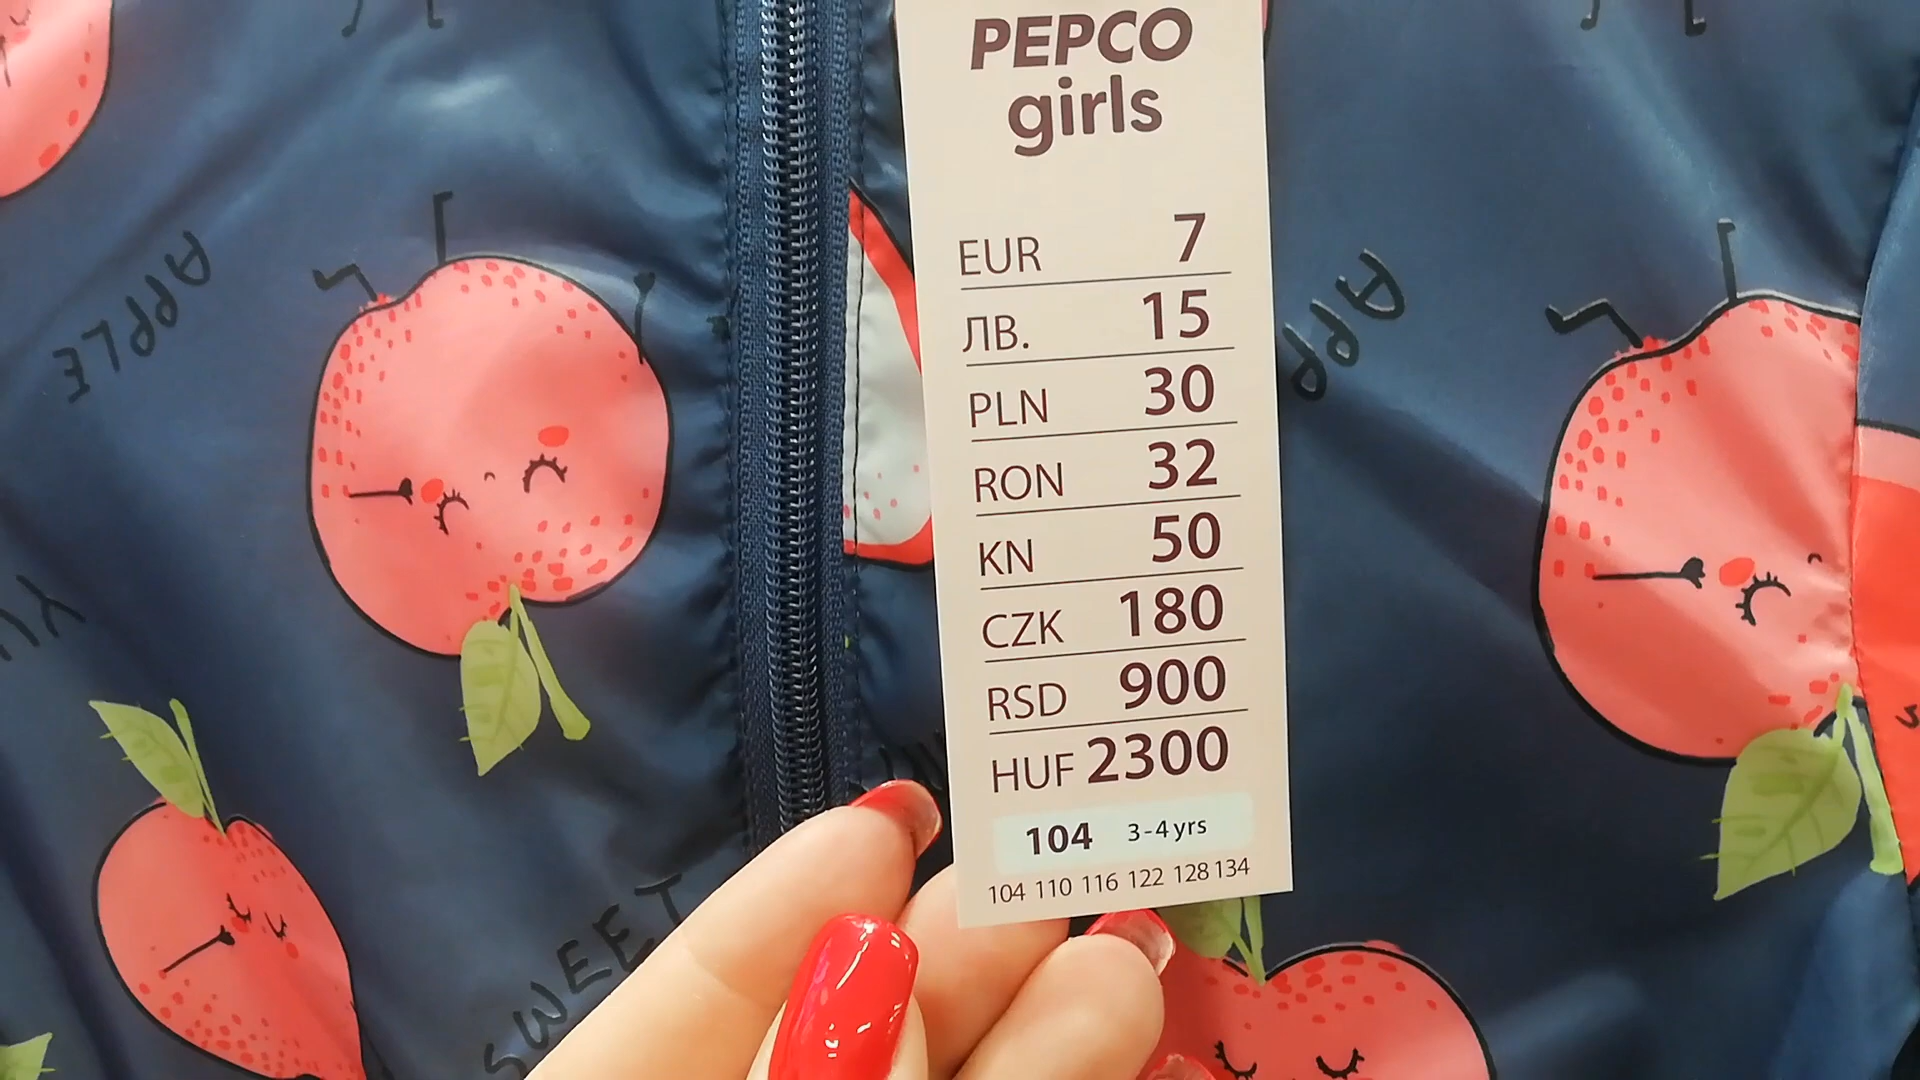 PEPCO
girls
EUR 7
ЛВ. 15
PLN 30
RON 32
KN 50
CZK 180
RSD 900
HUF 2300
104 3-4 yrs
104 110 116 122 128 134
APPLE
APP
SWEET